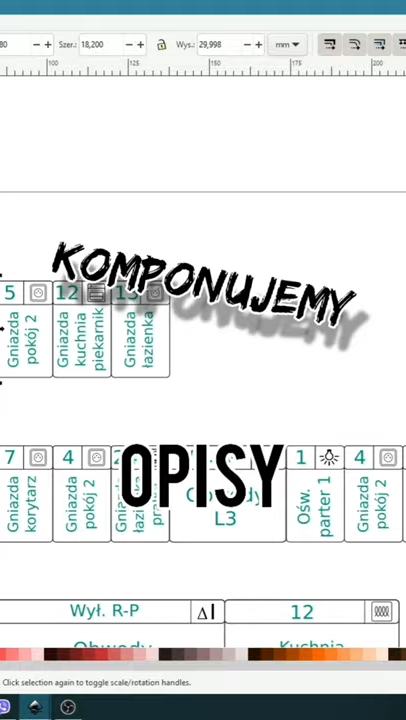 80 − + Szer.: 18,200 − + Wys.: 29,998 − + mm
100 125 150 175 200
KOMPONUJEMY
5 12 13
Gniazda pokój 2
Gniazda kuchnia piekarnik
Gniazda łazienka
OPISY
7 4 1 4
Gniazda korytarz
Gniazda pokój 2
L3
Ośw. parter 1
Gniazda pokój 2
Wył. R-P Δl 12
Click selection again to toggle scale/rotation handles.